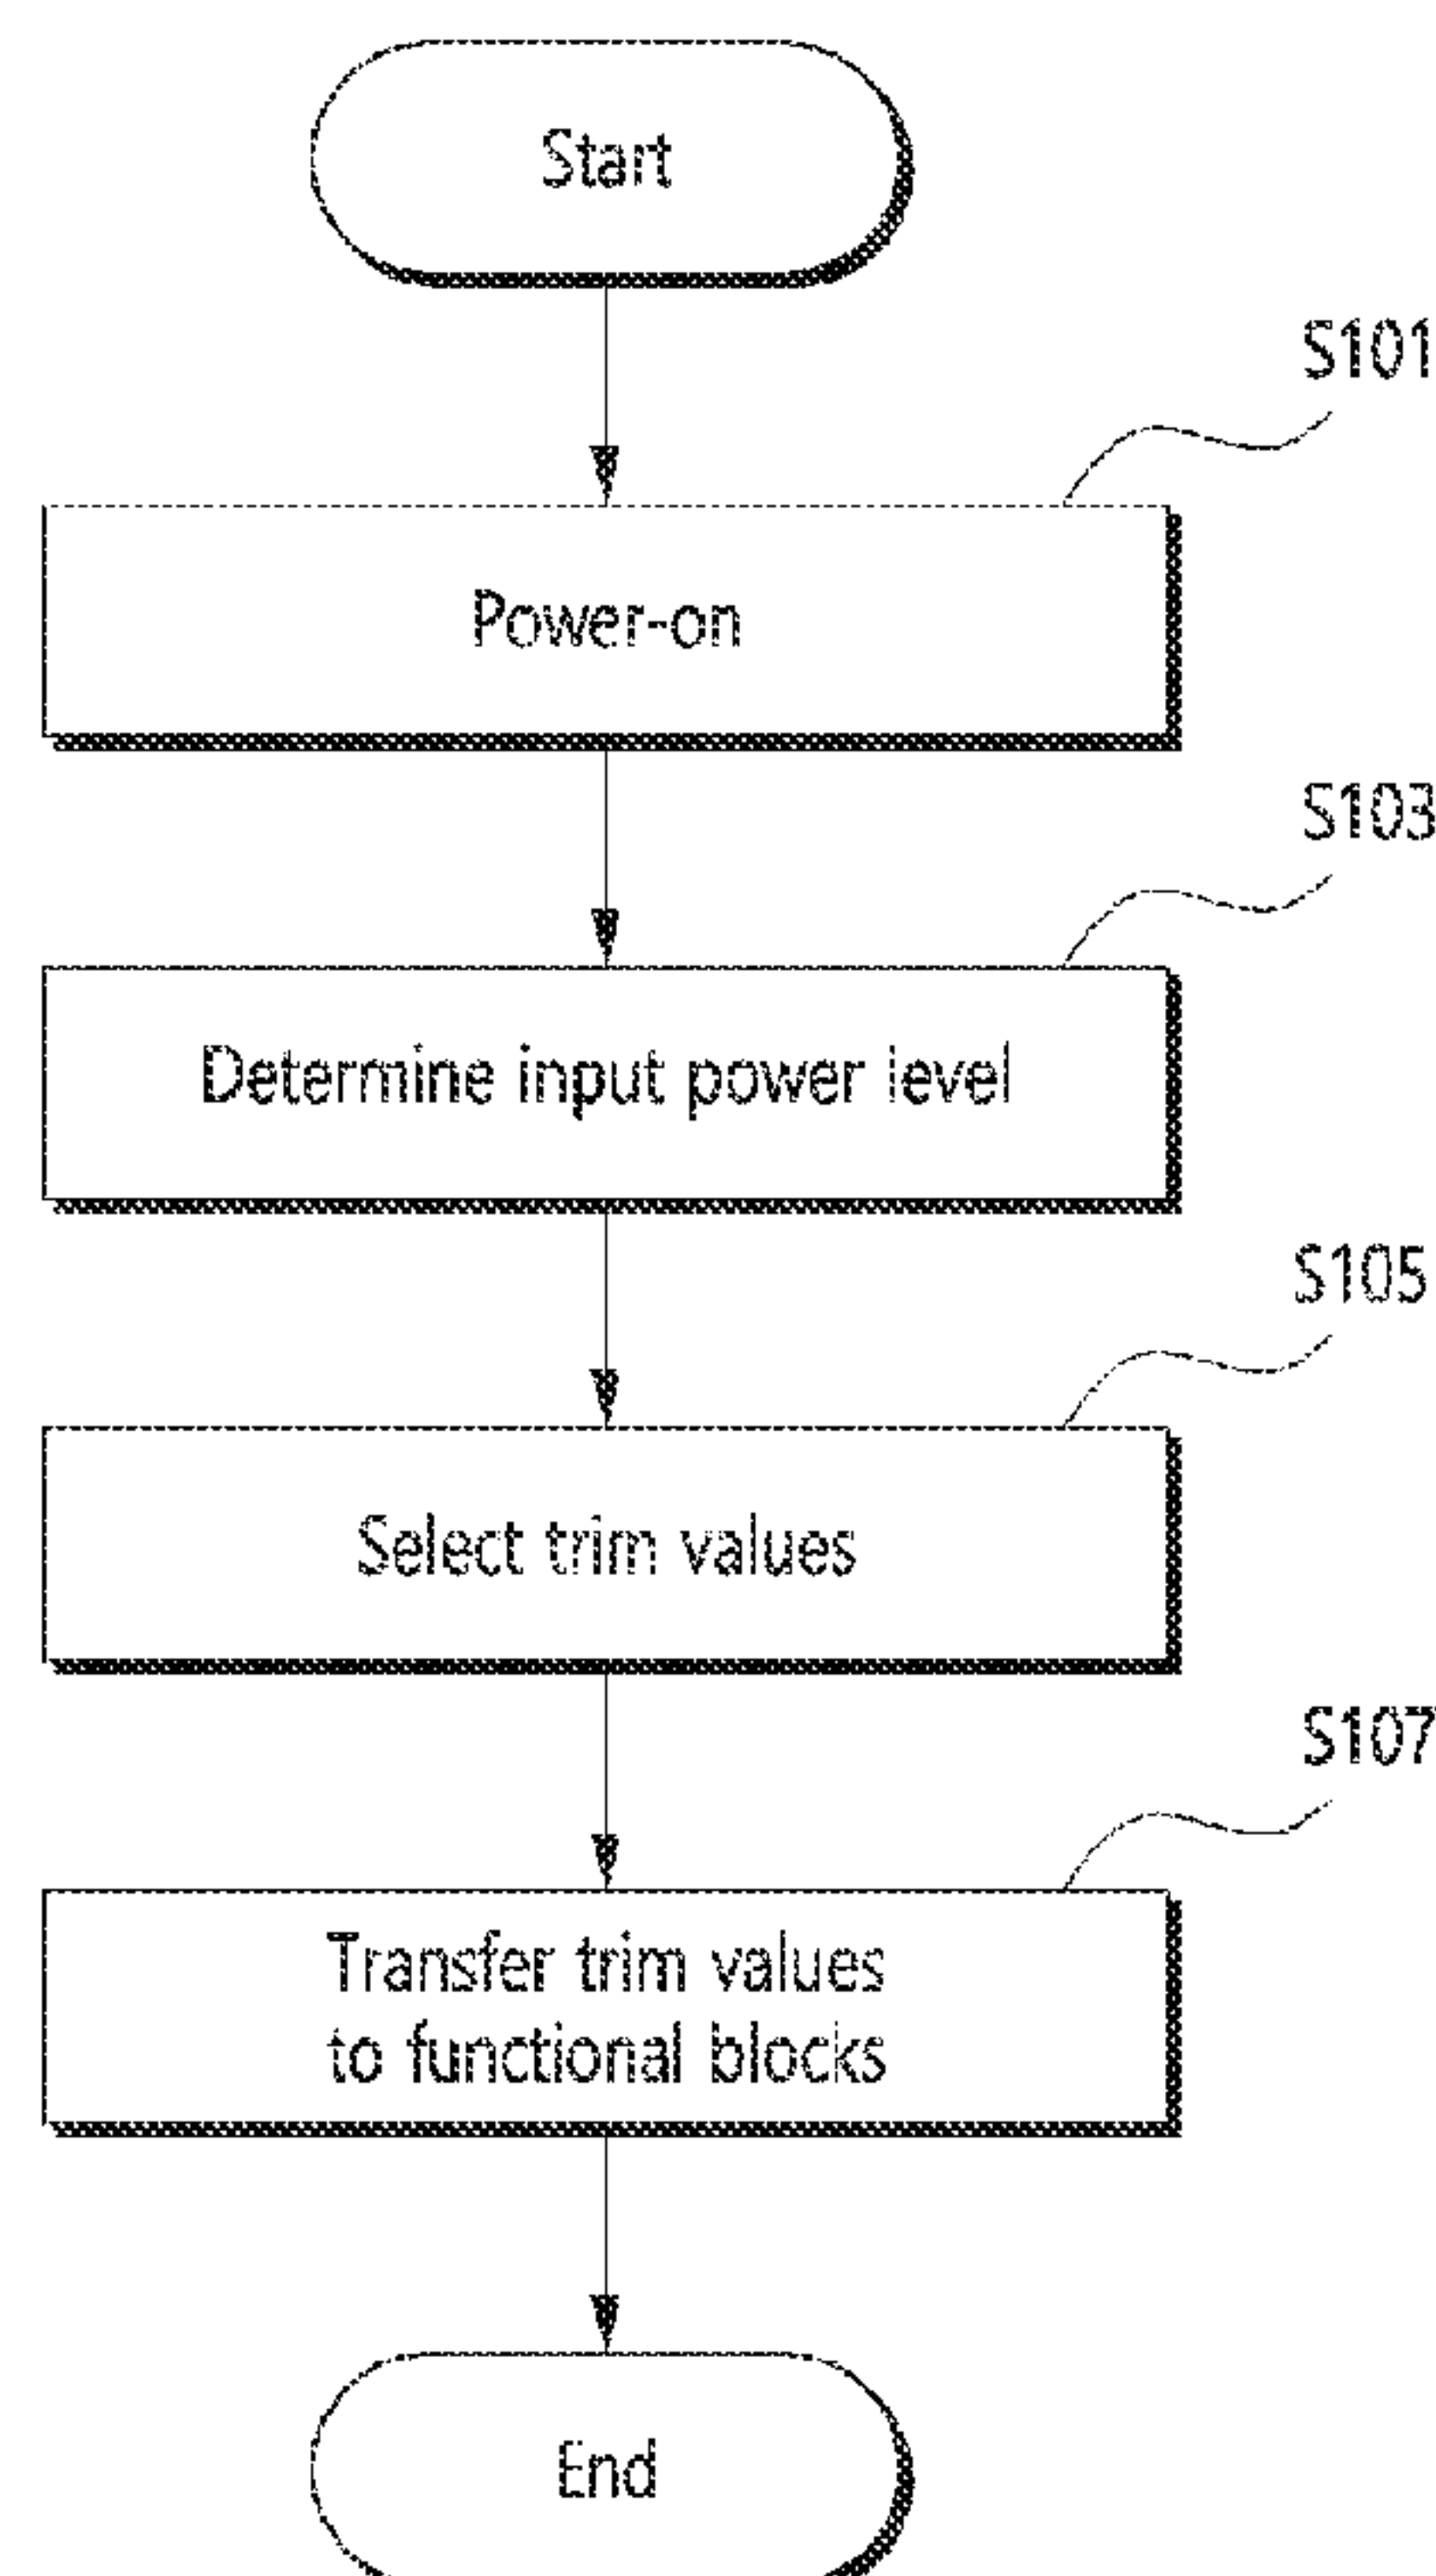 Start
S101
Power-on
S103
Determine input power level
S105
Select trim values
S107
Transfer trim values
to functional blocks
End